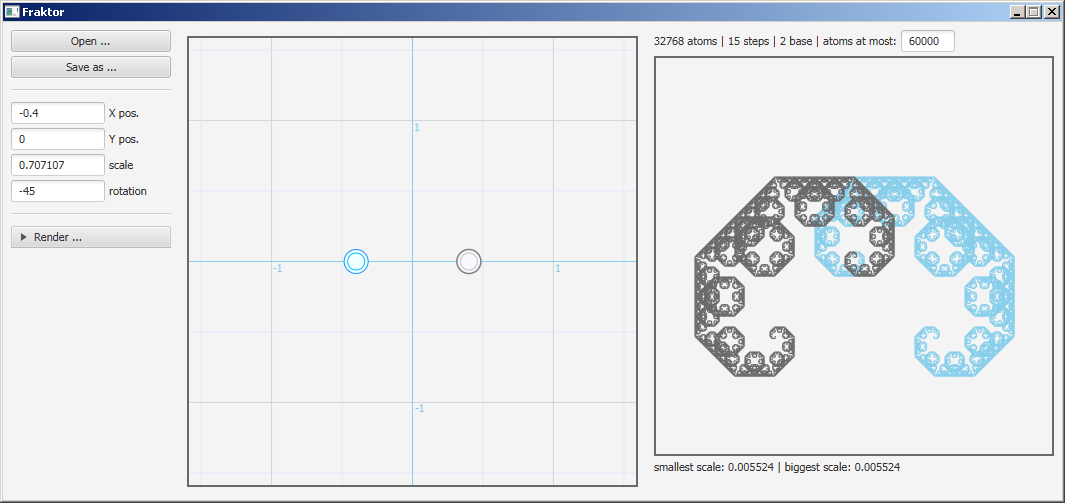 Fraktor
Open ...
Save as ...
-0.4 X pos.
0 Y pos.
0.707107 scale
-45 rotation
Render ...
1
-1
1
-1
32768 atoms | 15 steps | 2 base | atoms at most: 60000
smallest scale: 0.005524 | biggest scale: 0.005524